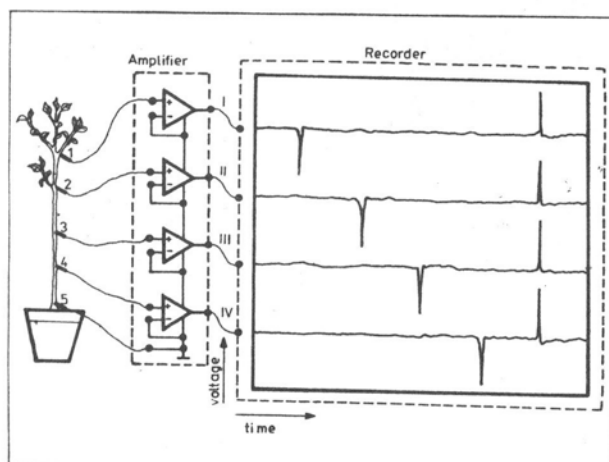 Recorder
Amplifier
I
II
III
IV
1
2
3
4
5
+
-
+
-
+
-
+
-
voltage
time